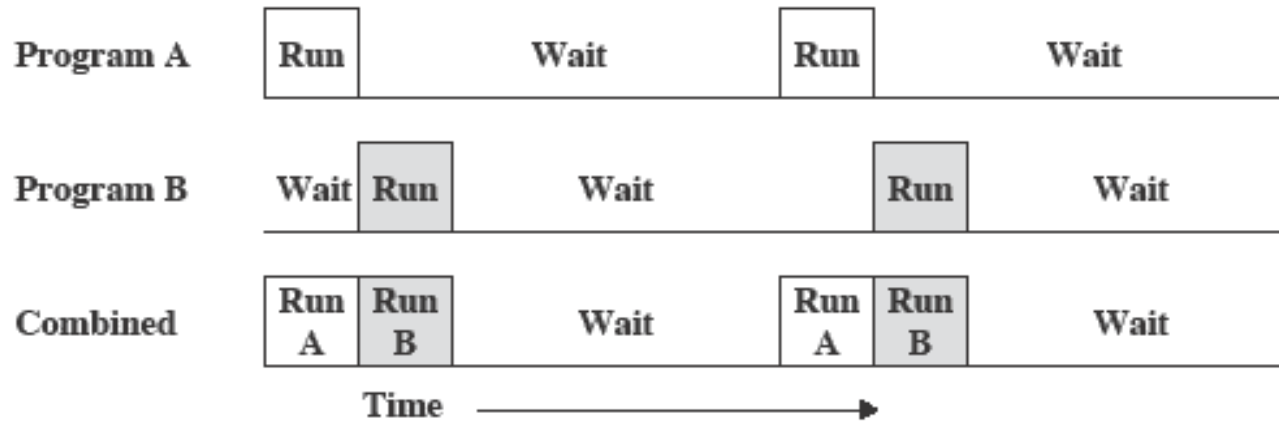 Program A Run Wait Run Wait
Program B Wait Run Wait Run Wait
Combined Run A Run B Wait Run A Run B Wait
Time